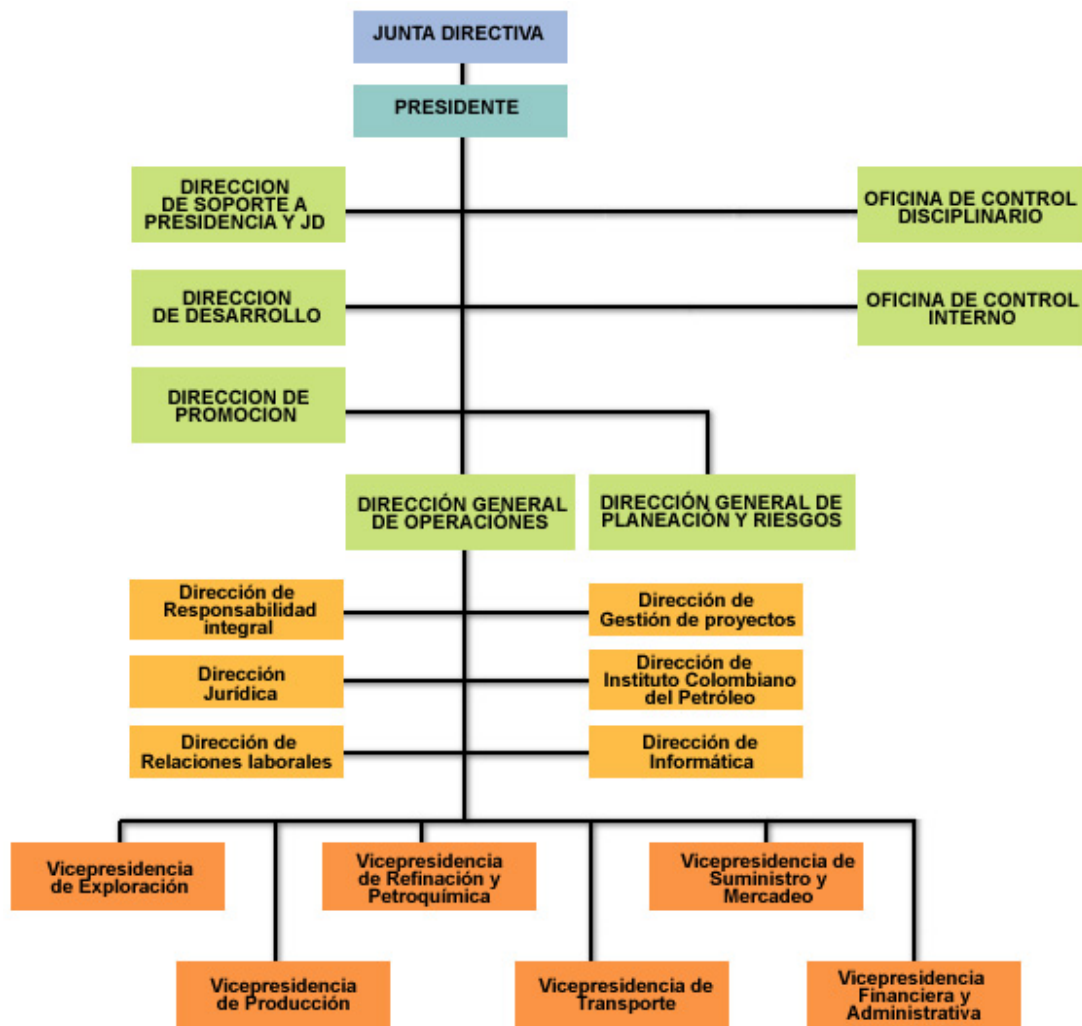 JUNTA DIRECTIVA
PRESIDENTE
DIRECCION
DE SOPORTE A
PRESIDENCIA Y JD
OFICINA DE CONTROL
DISCIPLINARIO
DIRECCION
DE DESARROLLO
OFICINA DE CONTROL
INTERNO
DIRECCION DE
PROMOCION
DIRECCIÓN GENERAL
DE OPERACIÓNES
DIRECCIÓN GENERAL DE
PLANEACIÓN Y RIESGOS
Dirección de
Responsabilidad
integral
Dirección de
Gestión de proyectos
Dirección
Jurídica
Dirección de
Instituto Colombiano
del Petróleo
Dirección de
Relaciones laborales
Dirección de
Informática
Vicepresidencia
de Exploración
Vicepresidencia
de Refinación y
Petroquímica
Vicepresidencia de
Suministro y
Mercadeo
Vicepresidencia
de Producción
Vicepresidencia de
Transporte
Vicepresidencia
Financiera y
Administrativa